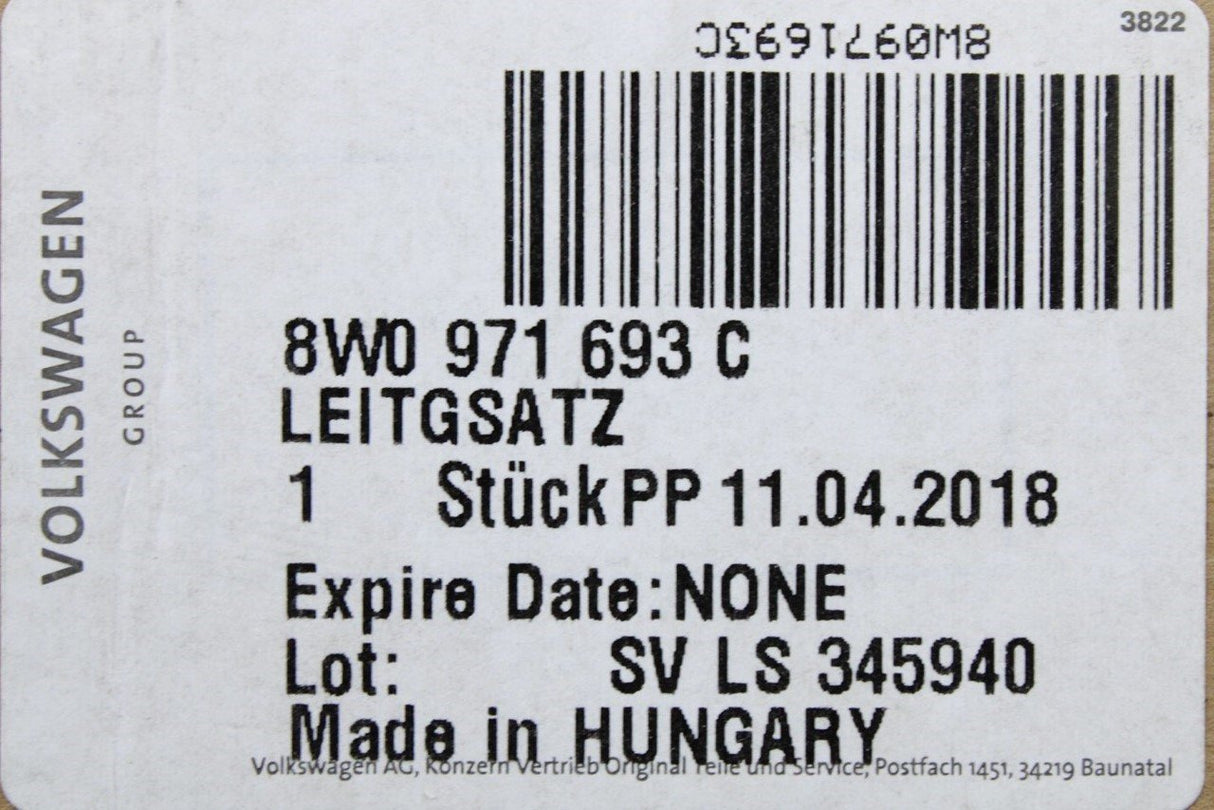 3822
8W0971693C
8W0 971 693 C
LEITGSATZ
1 Stück PP 11.04.2018
Expire Date: NONE
Lot: SV LS 345940
Made in HUNGARY
Volkswagen AG, Konzern Vertrieb Original Teile und Service, Postfach 1451, 34219 Baunatal
VOLKSWAGEN
GROUP